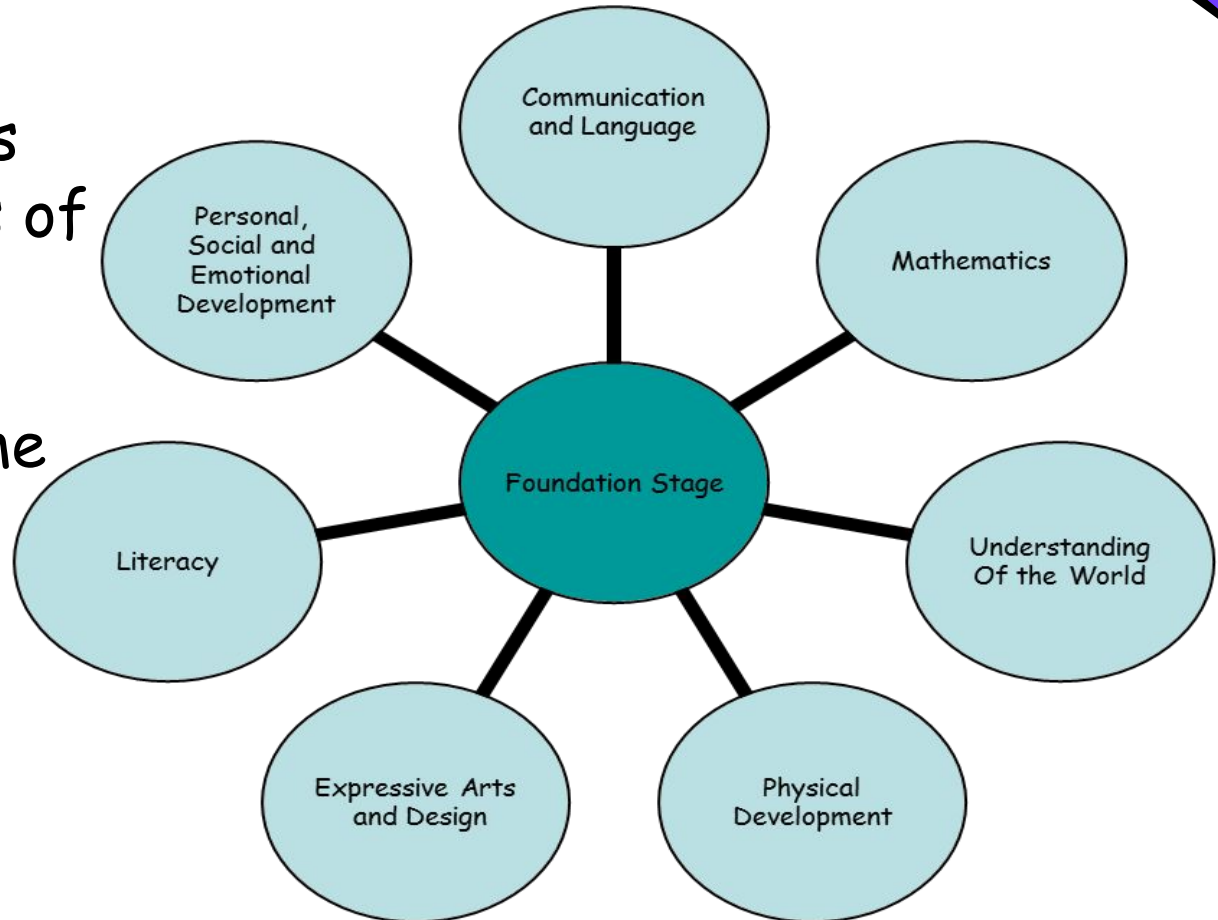 of
Communication
and Language
Personal,
Social and
Emotional
Development
Mathematics
Foundation Stage
Literacy
Understanding
Of the World
Expressive Arts
and Design
Physical
Development